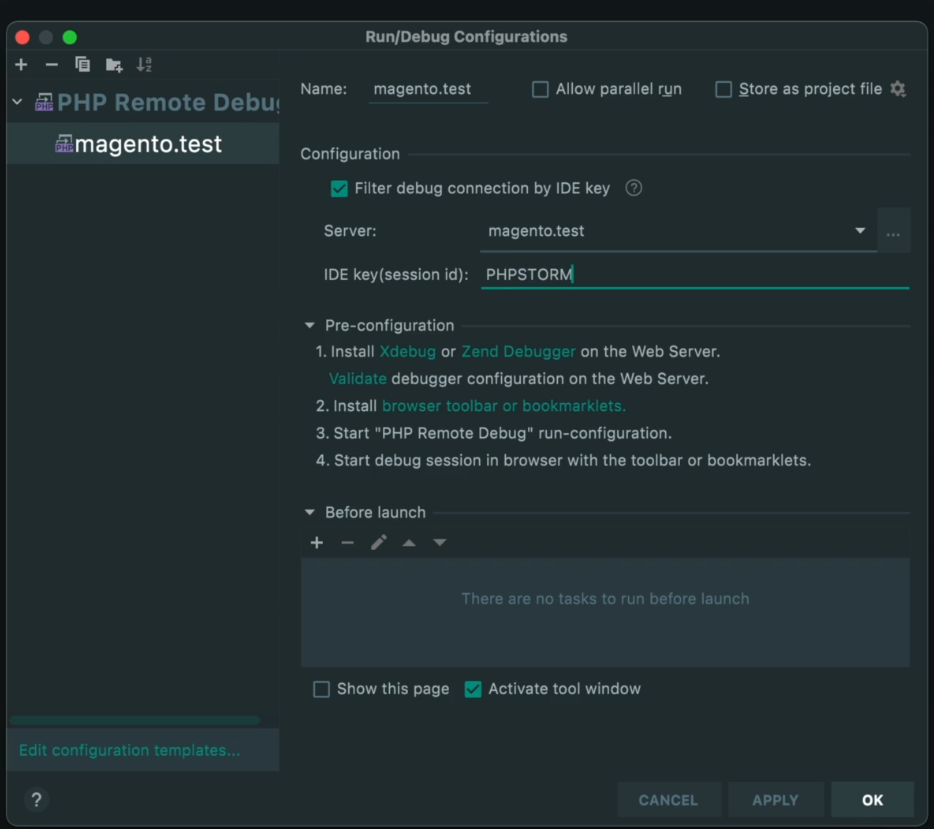 Run/Debug Configurations
PHP Remote Debug
magento.test
Name: magento.test Allow parallel run Store as project file
Configuration
Filter debug connection by IDE key ?
Server: magento.test ...
IDE key(session id): PHPSTORM
Pre-configuration
1. Install Xdebug or Zend Debugger on the Web Server.
Validate debugger configuration on the Web Server.
2. Install browser toolbar or bookmarklets.
3. Start "PHP Remote Debug" run-configuration.
4. Start debug session in browser with the toolbar or bookmarklets.
Before launch
There are no tasks to run before launch
Show this page Activate tool window
Edit configuration templates...
? CANCEL APPLY OK